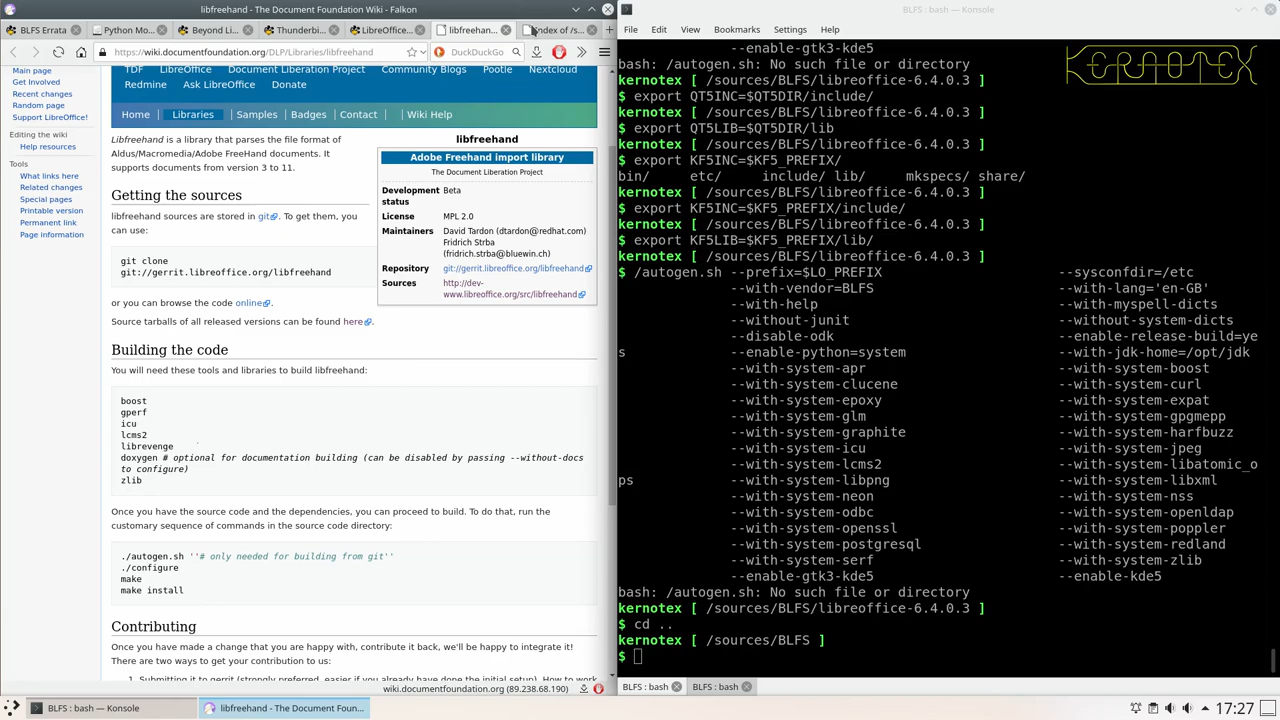 libfreehand - The Document Foundation Wiki - Falkon
BLFS Errata
Python Mo...
Beyond Li...
Thunderbi...
LibreOffice...
libfreehan...
Index of /s...
https://wiki.documentfoundation.org/DLP/Libraries/libfreehand
DuckDuckGo
Main page
Get Involved
Recent changes
Random page
Support LibreOffice!
Editing the wiki
Help resources
Tools
What links here
Related changes
Special pages
Printable version
Permanent link
Page information
TDF LibreOffice Document Liberation Project Community Blogs Pootle Nextcloud
Redmine Ask LibreOffice Donate
Home Libraries Samples Badges Contact Wiki Help
Libfreehand is a library that parses the file format of
Aldus/Macromedia/Adobe FreeHand documents. It
supports documents from version 3 to 11.
Getting the sources
libfreehand sources are stored in git. To get them, you
can use:
git clone
git://gerrit.libreoffice.org/libfreehand
or you can browse the code online.
Source tarballs of all released versions can be found here.
libfreehand
Adobe Freehand import library
The Document Liberation Project
Development status Beta
License MPL 2.0
Maintainers David Tardon (dtardon@redhat.com)
Fridrich Strba
(fridrich.strba@bluewin.ch)
Repository git://gerrit.libreoffice.org/libfreehand
Sources http://dev-
www.libreoffice.org/src/libfreehand
Building the code
You will need these tools and libraries to build libfreehand:
boost
gperf
icu
lcms2
librevenge
doxygen # optional for documentation building (can be disabled by passing --without-docs
to configure)
zlib
Once you have the source code and the dependencies, you can proceed to build. To do that, run the
customary sequence of commands in the source code directory:
./autogen.sh ''# only needed for building from git''
./configure
make
make install
Contributing
Once you have made a change that you are happy with, contribute it back, we'll be happy to integrate it!
There are two ways to get your contribution to us:
1. Submitting it to gerrit (strongly preferred, easier if you already have done the initial setup). How to work
wiki.documentfoundation.org (89.238.68.190)
BLFS : bash — Konsole
File Edit View Bookmarks Settings Help
KERNOTEX
--enable-gtk3-kde5
bash: /autogen.sh: No such file or directory
kernotex [ /sources/BLFS/libreoffice-6.4.0.3 ]
$ export QT5INC=$QT5DIR/include/
kernotex [ /sources/BLFS/libreoffice-6.4.0.3 ]
$ export QT5LIB=$QT5DIR/lib
kernotex [ /sources/BLFS/libreoffice-6.4.0.3 ]
$ export KF5INC=$KF5_PREFIX/
bin/ etc/ include/ lib/ mkspecs/ share/
kernotex [ /sources/BLFS/libreoffice-6.4.0.3 ]
$ export KF5INC=$KF5_PREFIX/include/
kernotex [ /sources/BLFS/libreoffice-6.4.0.3 ]
$ export KF5LIB=$KF5_PREFIX/lib/
kernotex [ /sources/BLFS/libreoffice-6.4.0.3 ]
$ /autogen.sh --prefix=$LO_PREFIX --sysconfdir=/etc
--with-vendor=BLFS --with-lang='en-GB'
--with-help --with-myspell-dicts
--without-junit --without-system-dicts
--disable-odk --enable-release-build=ye
s --enable-python=system --with-jdk-home=/opt/jdk
--with-system-apr --with-system-boost
--with-system-clucene --with-system-curl
--with-system-epoxy --with-system-expat
--with-system-glm --with-system-gpgmepp
--with-system-graphite --with-system-harfbuzz
--with-system-icu --with-system-jpeg
--with-system-lcms2 --with-system-libatomic_o
ps --with-system-libpng --with-system-libxml
--with-system-neon --with-system-nss
--with-system-odbc --with-system-openldap
--with-system-openssl --with-system-poppler
--with-system-postgresql --with-system-redland
--with-system-serf --with-system-zlib
--enable-gtk3-kde5 --enable-kde5
bash: /autogen.sh: No such file or directory
kernotex [ /sources/BLFS/libreoffice-6.4.0.3 ]
$ cd ..
kernotex [ /sources/BLFS ]
$
BLFS : bash BLFS : bash
BLFS : bash — Konsole
libfreehand - The Document Foun...
17:27